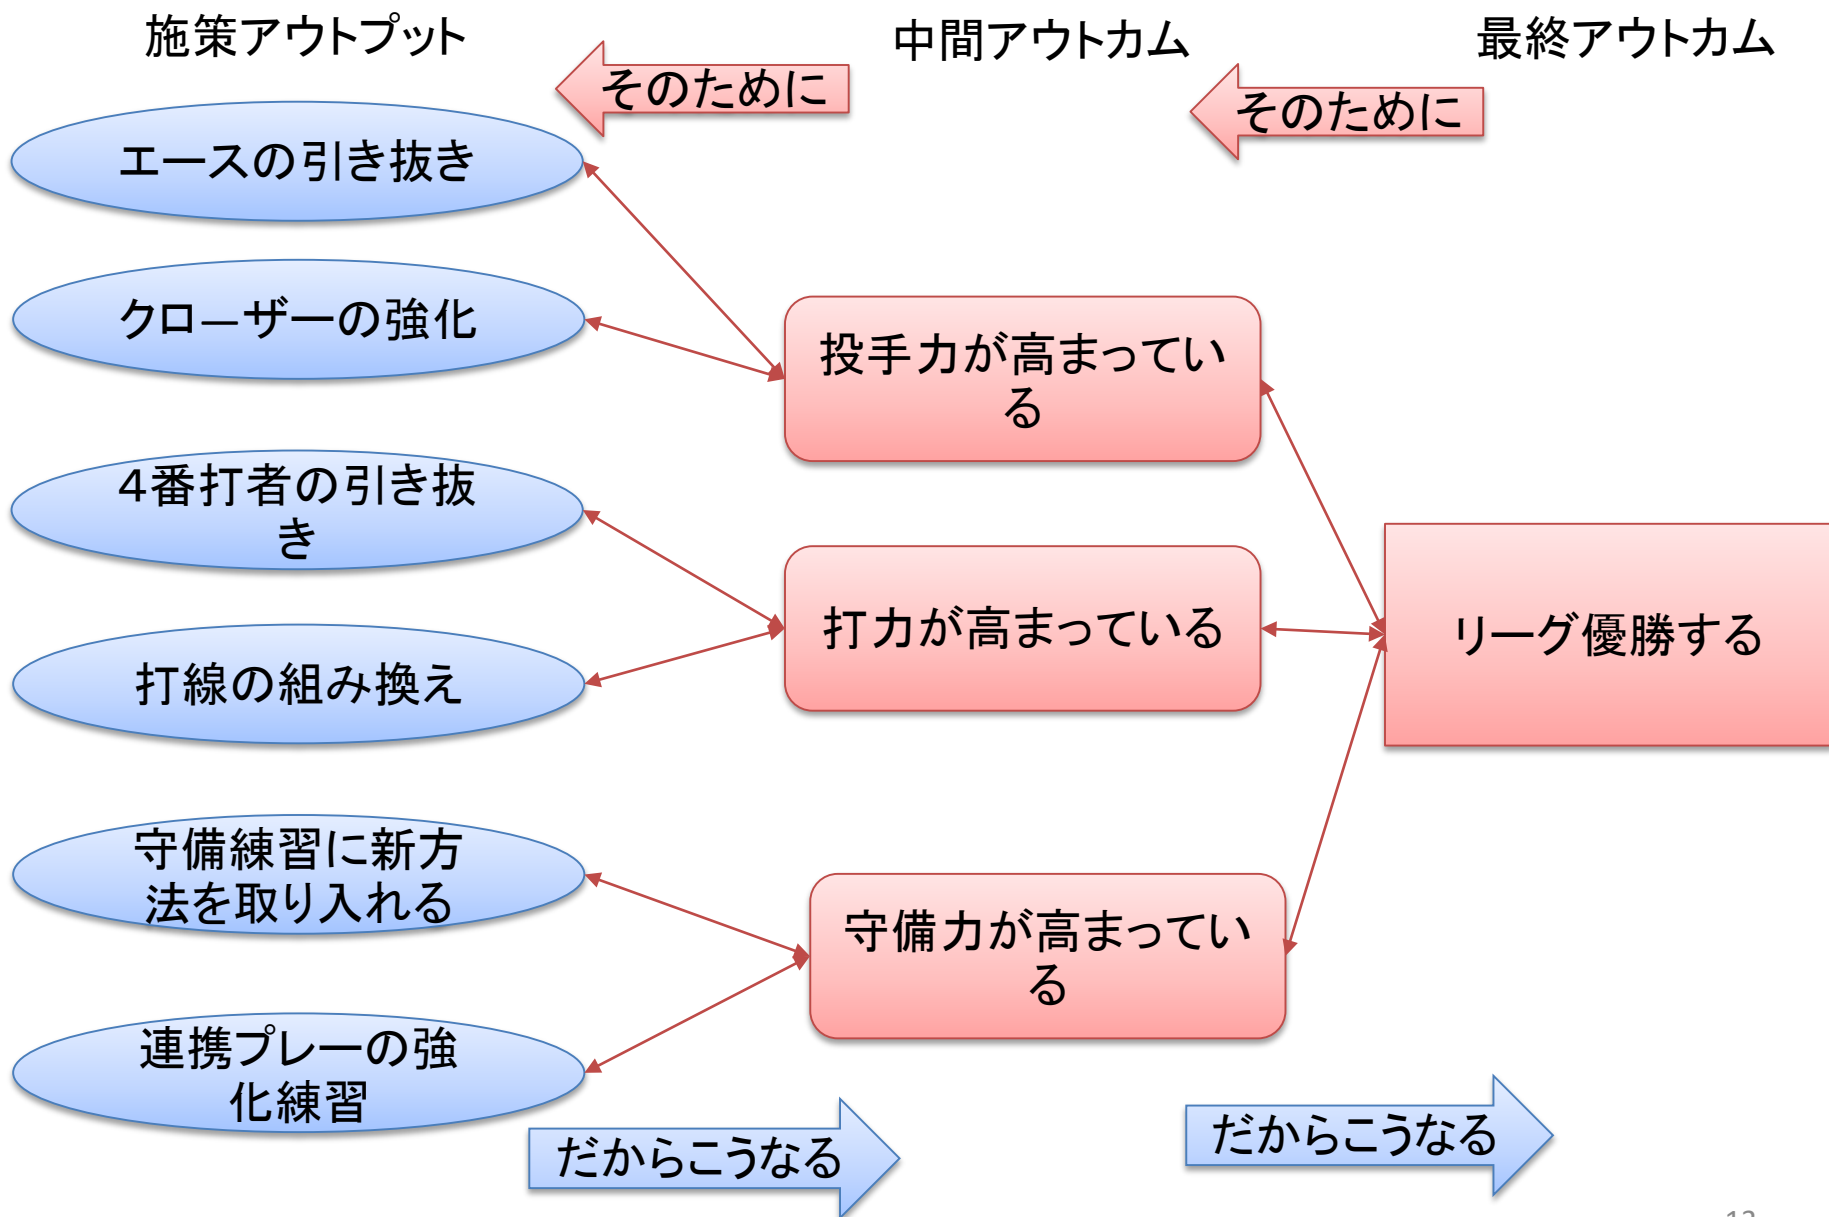 施策アウトプット
中間アウトカム
最終アウトカム
そのために
そのために
エースの引き抜き
クローザーの強化
投手力が高まってい
る
４番打者の引き抜
き
打力が高まっている
リーグ優勝する
打線の組み換え
守備練習に新方
法を取り入れる
守備力が高まってい
る
連携プレーの強
化練習
だからこうなる
だからこうなる